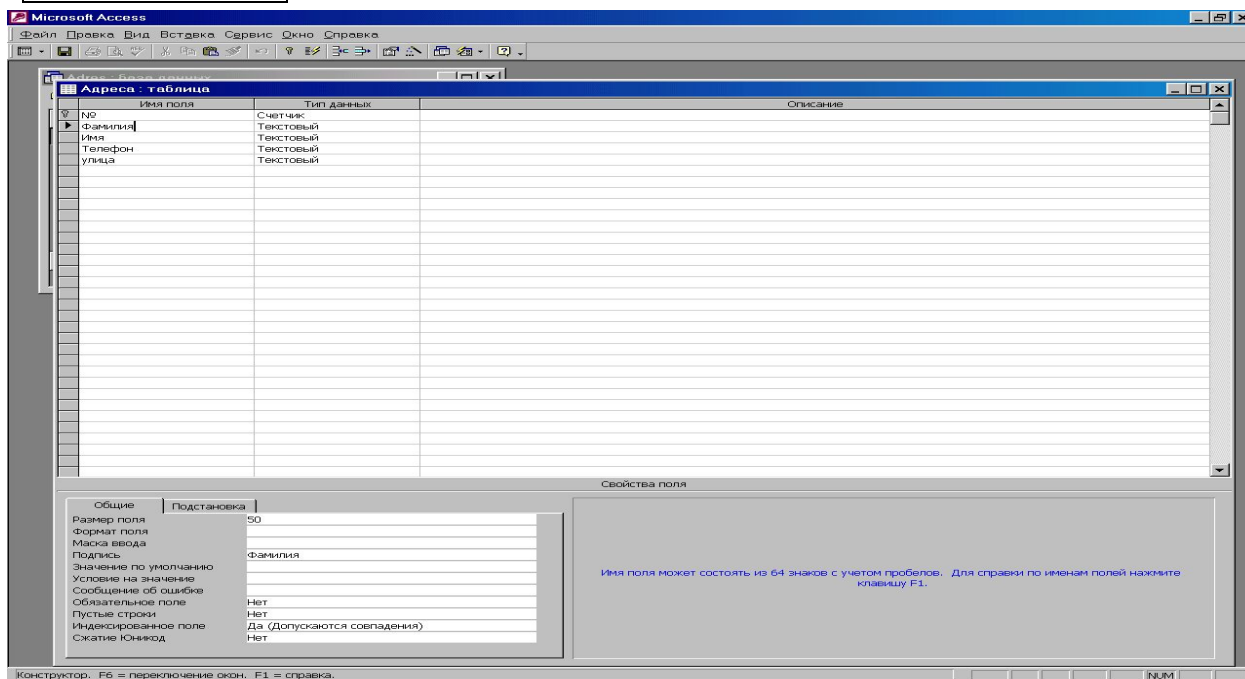 Microsoft Access
Файл Правка Вид Вставка Сервис Окно Справка
Adres : база данных
Адреса : таблица
Имя поля Тип данных Описание
№ Счетчик
Фамилия Текстовый
Имя Текстовый
Телефон Текстовый
улица Текстовый
Свойства поля
Общие Подстановка
Размер поля 50
Формат поля
Маска ввода
Подпись Фамилия
Значение по умолчанию
Условие на значение
Сообщение об ошибке
Обязательное поле Нет
Пустые строки Нет
Индексированное поле Да (Допускаются совпадения)
Сжатие Юникод Нет
Имя поля может состоять из 64 знаков с учетом пробелов. Для справки по именам полей нажмите
клавишу F1.
Конструктор. F6 = переключение окон. F1 = справка. NUM